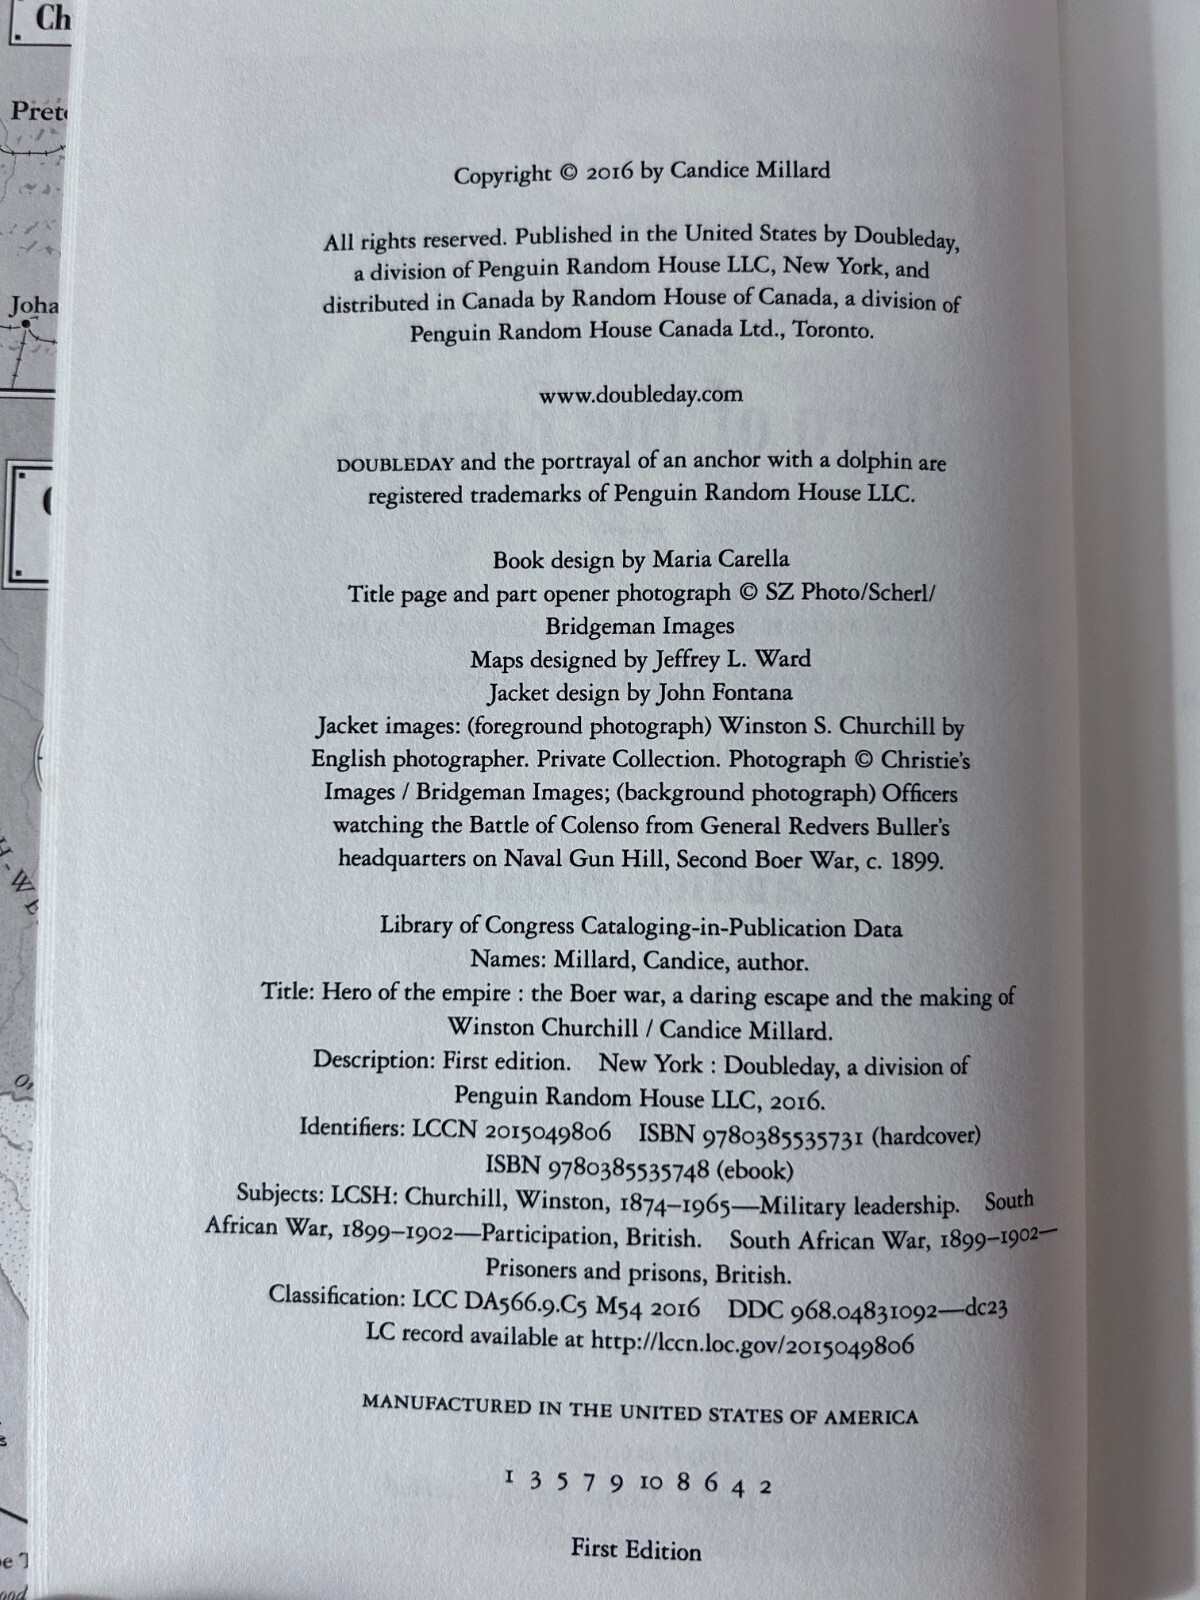 Ch
Copyright © 2016 by Candice Millard
All rights reserved. Published in the United States by Doubleday,
a division of Penguin Random House LLC, New York, and
distributed in Canada by Random House of Canada, a division of
Penguin Random House Canada Ltd., Toronto.
www.doubleday.com
DOUBLEDAY and the portrayal of an anchor with a dolphin are
registered trademarks of Penguin Random House LLC.
Book design by Maria Carella
Title page and part opener photograph © SZ Photo/Scherl/
Bridgeman Images
Maps designed by Jeffrey L. Ward
Jacket design by John Fontana
Jacket images: (foreground photograph) Winston S. Churchill by
English photographer. Private Collection. Photograph © Christie's
Images / Bridgeman Images; (background photograph) Officers
watching the Battle of Colenso from General Redvers Buller's
headquarters on Naval Gun Hill, Second Boer War, c. 1899.
Library of Congress Cataloging-in-Publication Data
Names: Millard, Candice, author.
Title: Hero of the empire : the Boer war, a daring escape and the making of
Winston Churchill / Candice Millard.
Description: First edition. New York : Doubleday, a division of
Penguin Random House LLC, 2016.
Identifiers: LCCN 2015049806 ISBN 9780385535731 (hardcover)
ISBN 9780385535748 (ebook)
Subjects: LCSH: Churchill, Winston, 1874–1965—Military leadership. South
African War, 1899–1902—Participation, British. South African War, 1899–1902—
Prisoners and prisons, British.
Classification: LCC DA566.9.C5 M54 2016 DDC 968.04831092—dc23
LC record available at http://lccn.loc.gov/2015049806
MANUFACTURED IN THE UNITED STATES OF AMERICA
1 3 5 7 9 10 8 6 4 2
First Edition
Joha